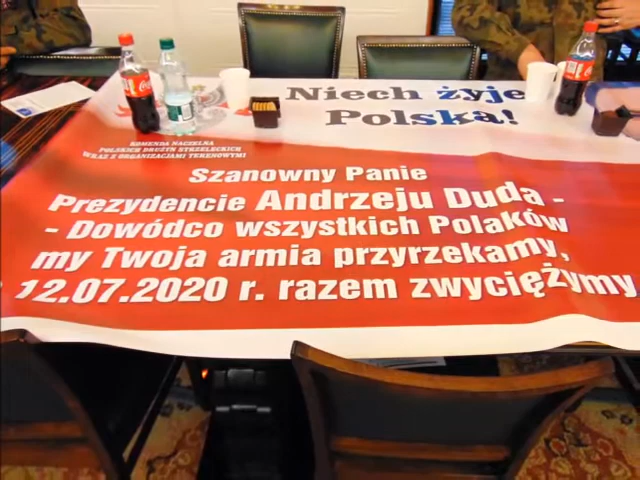 Niech żyje
Polska!
KOMENDA NACZELNA
POLSKICH DRUŻYN STRZELECKICH
WRAZ Z ORGANIZACJAMI TERENOWYMI
Szanowny Panie
Prezydencie Andrzeju Duda -
- Dowódco wszystkich Polaków
my Twoja armia przyrzekamy,
12.07.2020 r. razem zwyciężymy